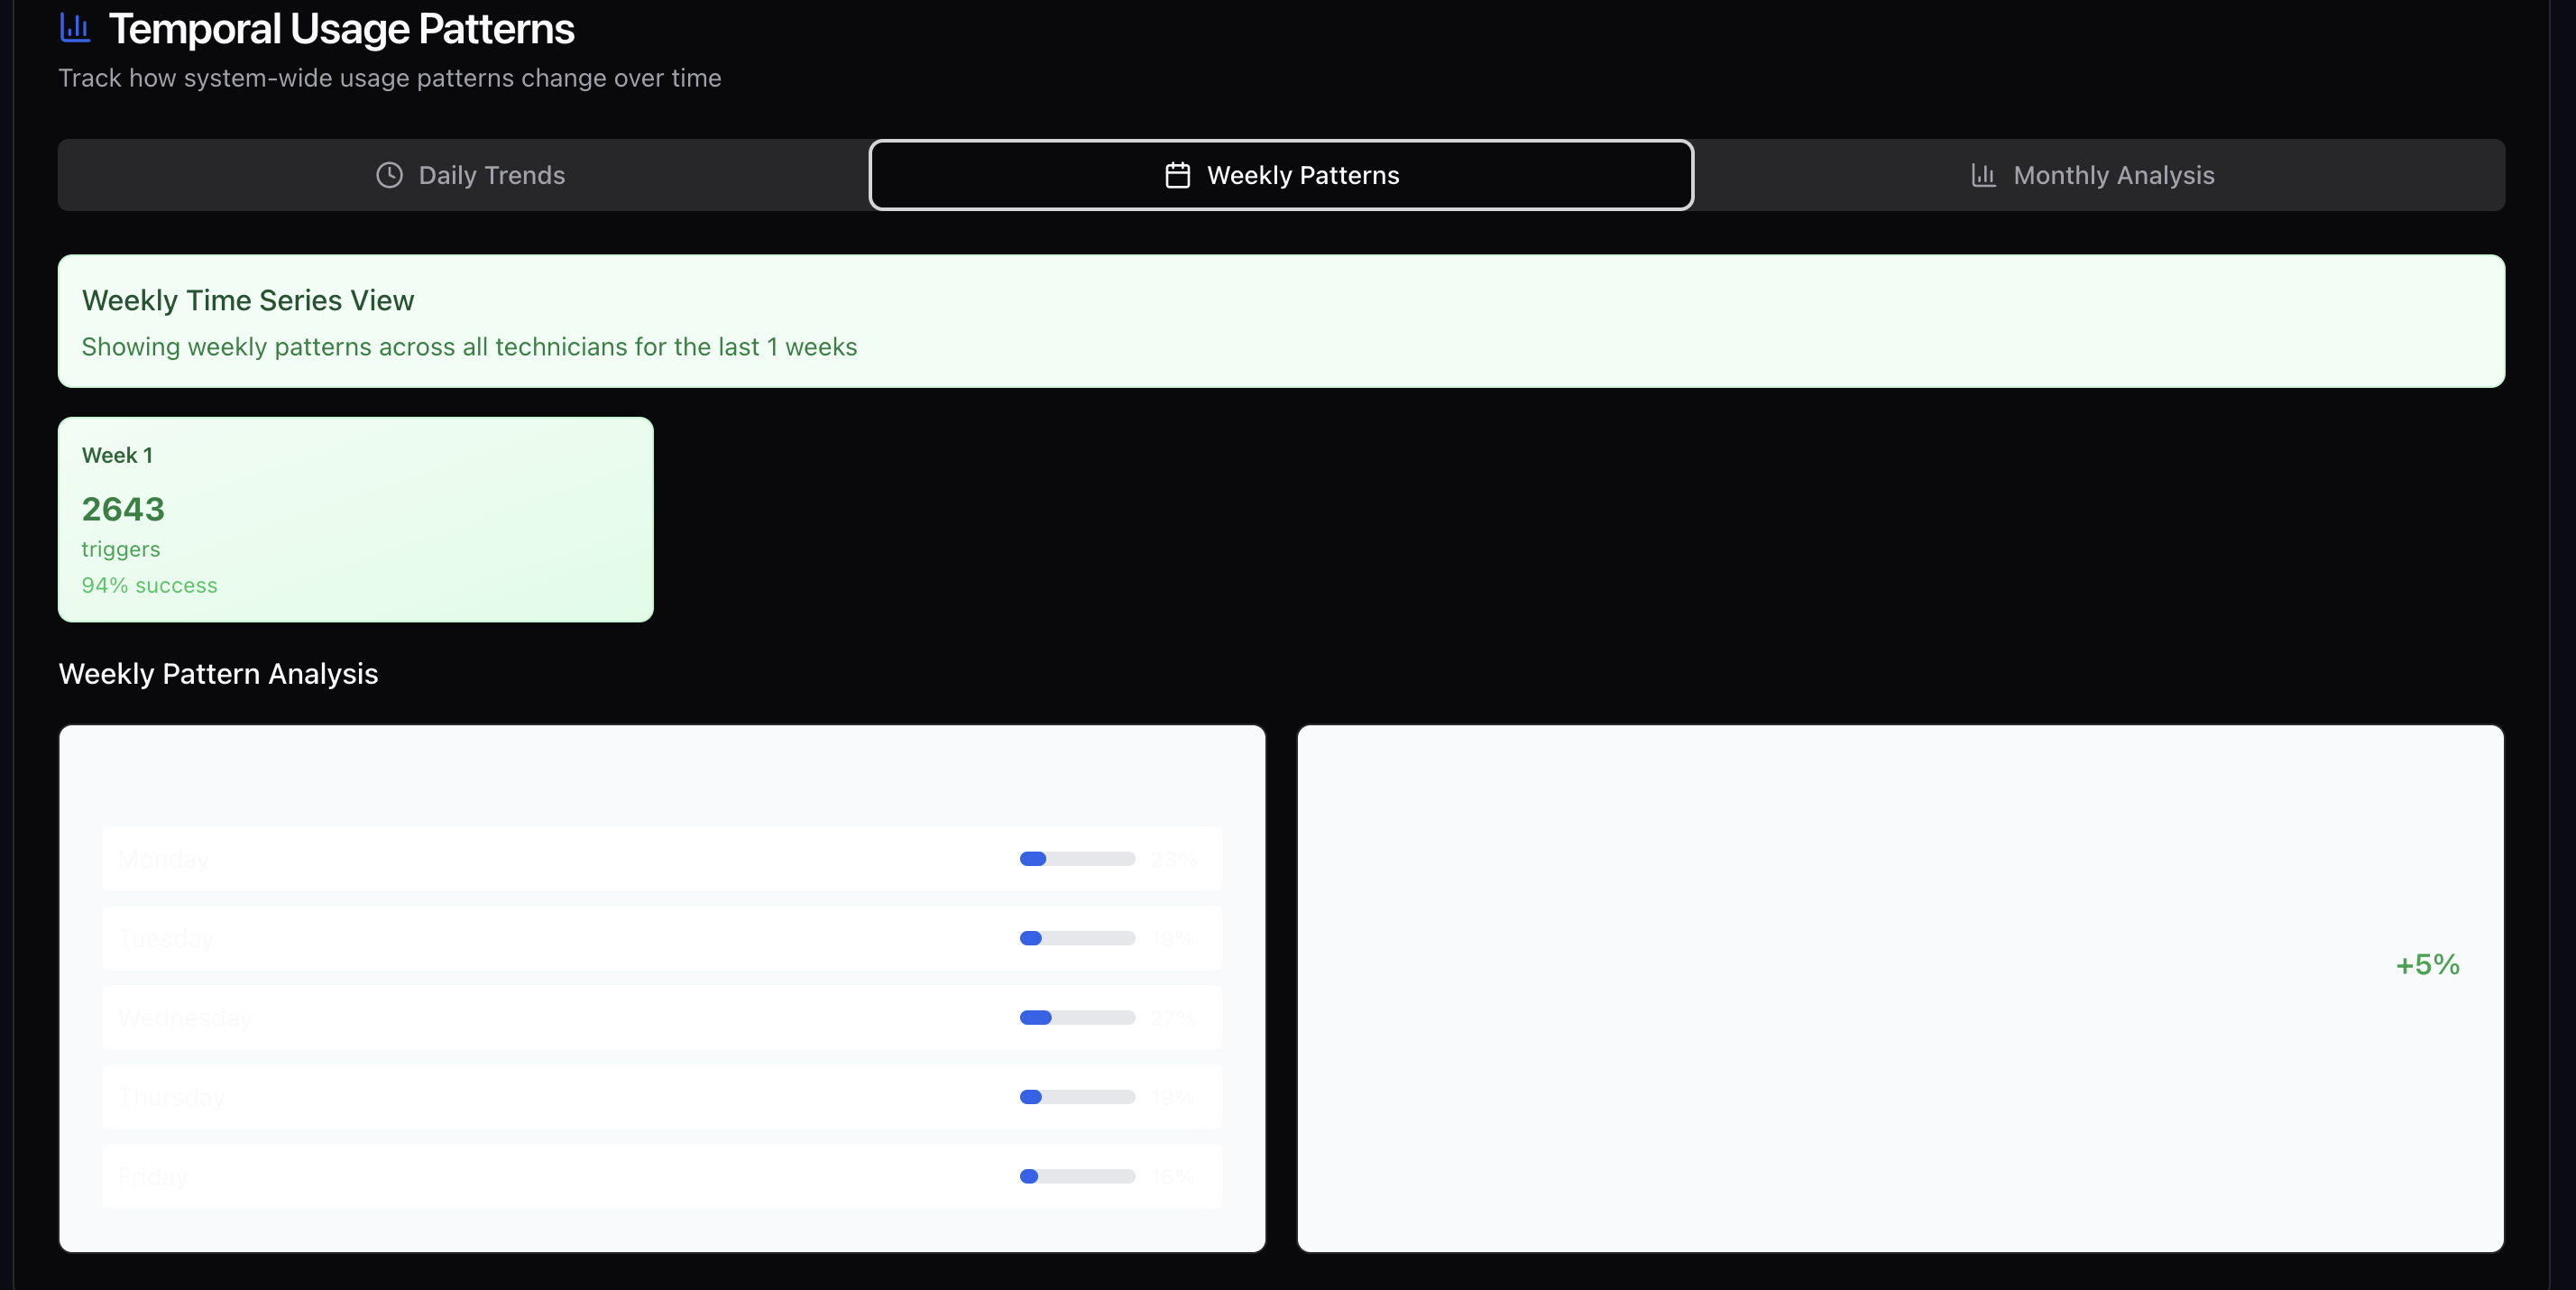 Temporal Usage Patterns
Track how system-wide usage patterns change over time
Daily Trends
Weekly Patterns
Monthly Analysis
Weekly Time Series View
Showing weekly patterns across all technicians for the last 1 weeks
Week 1
2643
triggers
94% success
Weekly Pattern Analysis
Monday 23%
Tuesday 19%
Wednesday 27%
Thursday 19%
Friday 16%
+5%